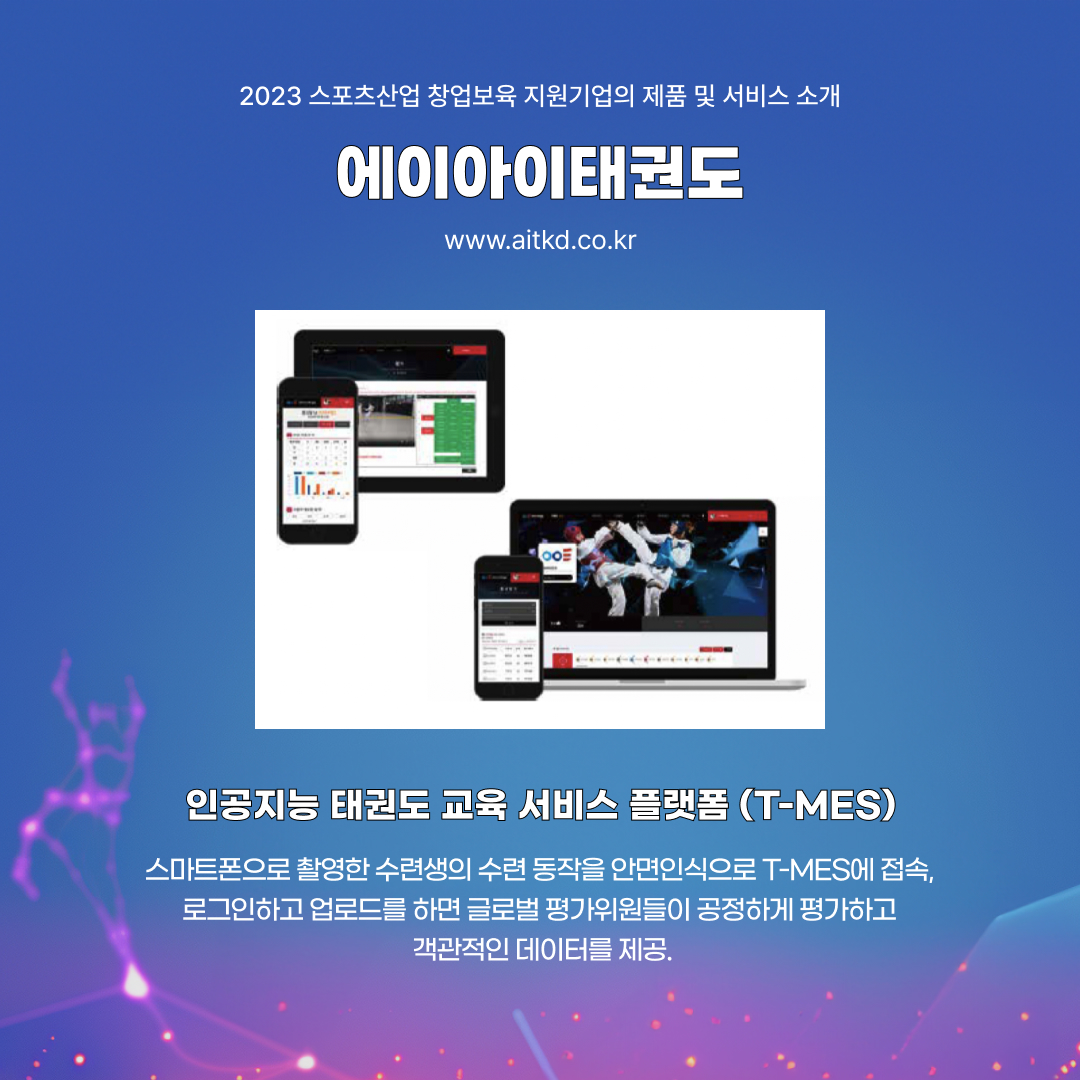 2023 스포츠산업 창업보육 지원기업의 제품 및 서비스 소개
에이아이태권도
www.aitkd.co.kr
인공지능 태권도 교육 서비스 플랫폼 (T-MES)
스마트폰으로 촬영한 수련생의 수련 동작을 안면인식으로 T-MES에 접속,
로그인하고 업로드를 하면 글로벌 평가위원들이 공정하게 평가하고
객관적인 데이터를 제공.